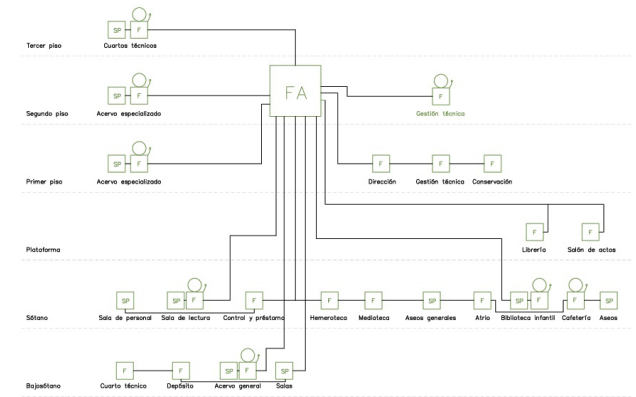 SP F
Tercer piso Cuartos técnicos
FA
SP F F
Segundo piso Acervo especializado Gestión técnica
SP F F F F
Primer piso Acervo especializado Dirección Gestión técnica Conservación
F F
Plataforma Librería Salón de actos
SP SP F F F F SP F SP F F SP
Sótano Sala de personal Sala de lectura Control y préstamo Hemeroteca Mediateca Aseos generales Atrio Biblioteca infantil Cafetería Aseos
F F SP F SP
Bajosótano Cuarto técnico Depósito Acervo general Salas